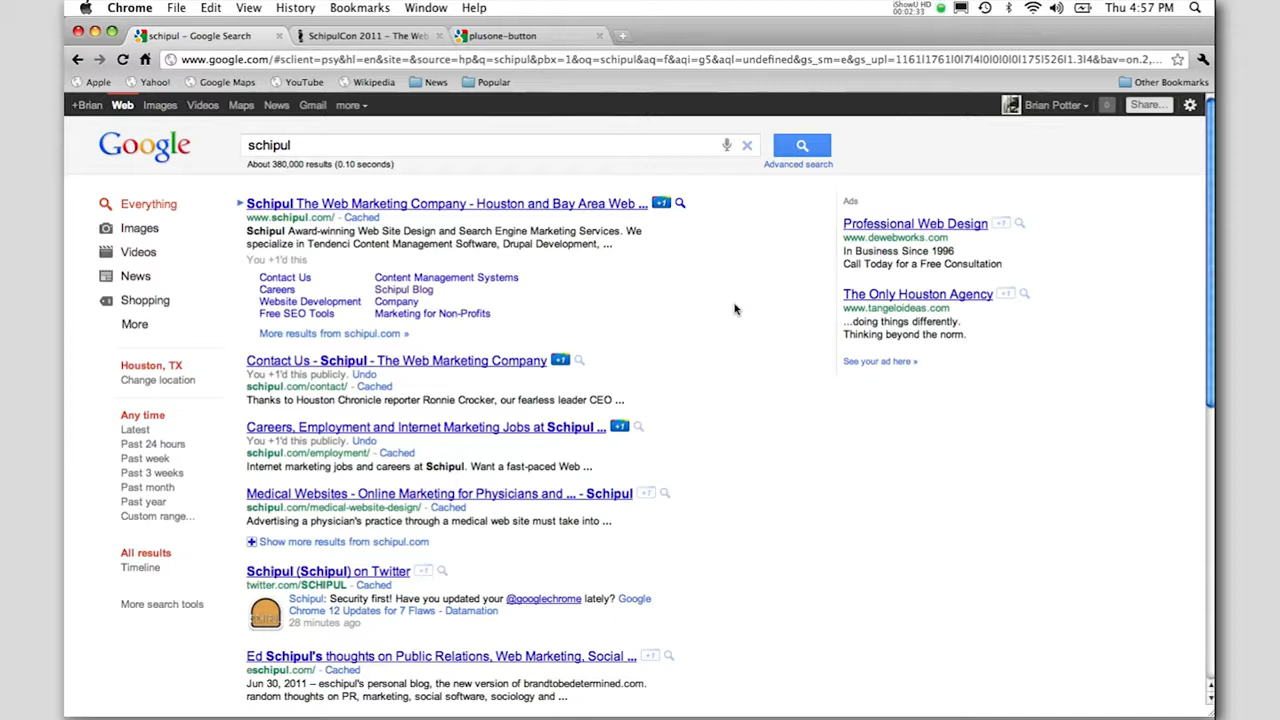 Chrome File Edit View History Bookmarks Window Help
iShowU HD
00:02:33
Thu 4:57 PM
schipul - Google Search
SchipulCon 2011 – The Web
plusone-button
www.google.com/#sclient=psy&hl=en&site=&source=hp&q=schipul&pbx=1&oq=schipul&aq=f&aqi=g5&aql=undefined&gs_sm=e&gs_upl=1161l1761l0l7l4l0l0l0l0l175l526l1.3l4&bav=on.2,...
Apple Yahoo! Google Maps YouTube Wikipedia News Popular Other Bookmarks
+Brian Web Images Videos Maps News Gmail more
Brian Potter 0 Share...
Google
schipul
About 380,000 results (0.10 seconds)
Advanced search
Everything
Images
Videos
News
Shopping
More
Houston, TX
Change location
Any time
Latest
Past 24 hours
Past week
Past 3 weeks
Past month
Past year
Custom range...
All results
Timeline
More search tools
Schipul The Web Marketing Company - Houston and Bay Area Web ... +1
www.schipul.com/ - Cached
Schipul Award-winning Web Site Design and Search Engine Marketing Services. We
specialize in Tendenci Content Management Software, Drupal Development, ...
You +1'd this
Contact Us Content Management Systems
Careers Schipul Blog
Website Development Company
Free SEO Tools Marketing for Non-Profits
More results from schipul.com »
Contact Us - Schipul - The Web Marketing Company +1
You +1'd this publicly. Undo
schipul.com/contact/ - Cached
Thanks to Houston Chronicle reporter Ronnie Crocker, our fearless leader CEO ...
Careers, Employment and Internet Marketing Jobs at Schipul ... +1
You +1'd this publicly. Undo
schipul.com/employment/ - Cached
Internet marketing jobs and careers at Schipul. Want a fast-paced Web ...
Medical Websites - Online Marketing for Physicians and ... - Schipul +1
schipul.com/medical-website-design/ - Cached
Advertising a physician's practice through a medical web site must take into ...
Show more results from schipul.com
Schipul (Schipul) on Twitter +1
twitter.com/SCHIPUL - Cached
Schipul: Security first! Have you updated your @googlechrome lately? Google
Chrome 12 Updates for 7 Flaws - Datamation
28 minutes ago
Ed Schipul's thoughts on Public Relations, Web Marketing, Social ... +1
eschipul.com/ - Cached
Jun 30, 2011 – eschipul's personal blog, the new version of brandtobedetermined.com.
random thoughts on PR, marketing, social software, sociology and ...
Ads
Professional Web Design +1
www.dewebworks.com
In Business Since 1996
Call Today for a Free Consultation
The Only Houston Agency +1
www.tangeloideas.com
...doing things differently.
Thinking beyond the norm.
See your ad here »